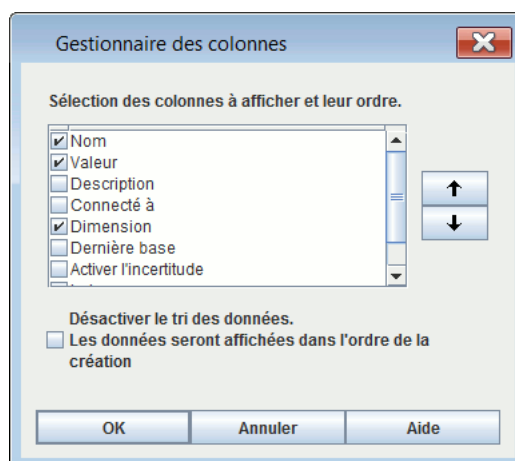 Gestionnaire des colonnes
Sélection des colonnes à afficher et leur ordre.
Nom
Valeur
Description
Connecté à
Dimension
Dernière base
Activer l'incertitude
Désactiver le tri des données.
Les données seront affichées dans l'ordre de la
création
OK
Annuler
Aide